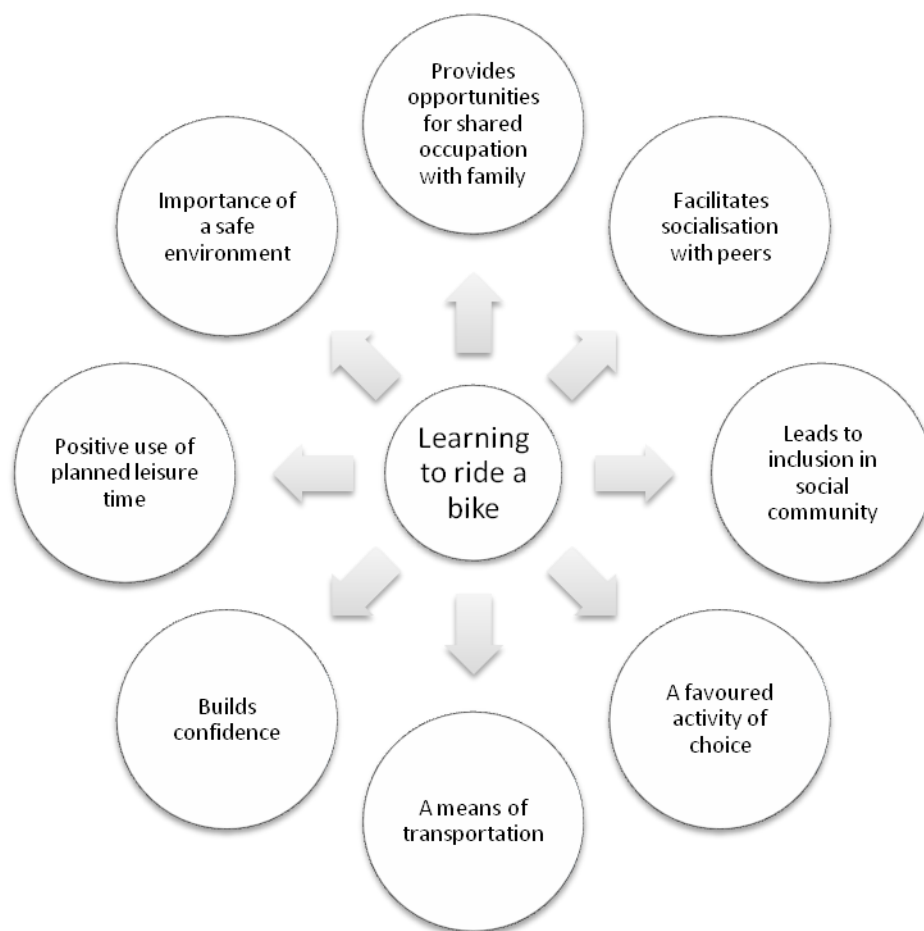 Provides
opportunities
for shared
occupation
with family
Facilitates
socialisation
with peers
Leads to
inclusion in
social
community
A favoured
activity of
choice
A means of
transportation
Builds
confidence
Positive use of
planned leisure
time
Importance of
a safe
environment
Learning
to ride a
bike